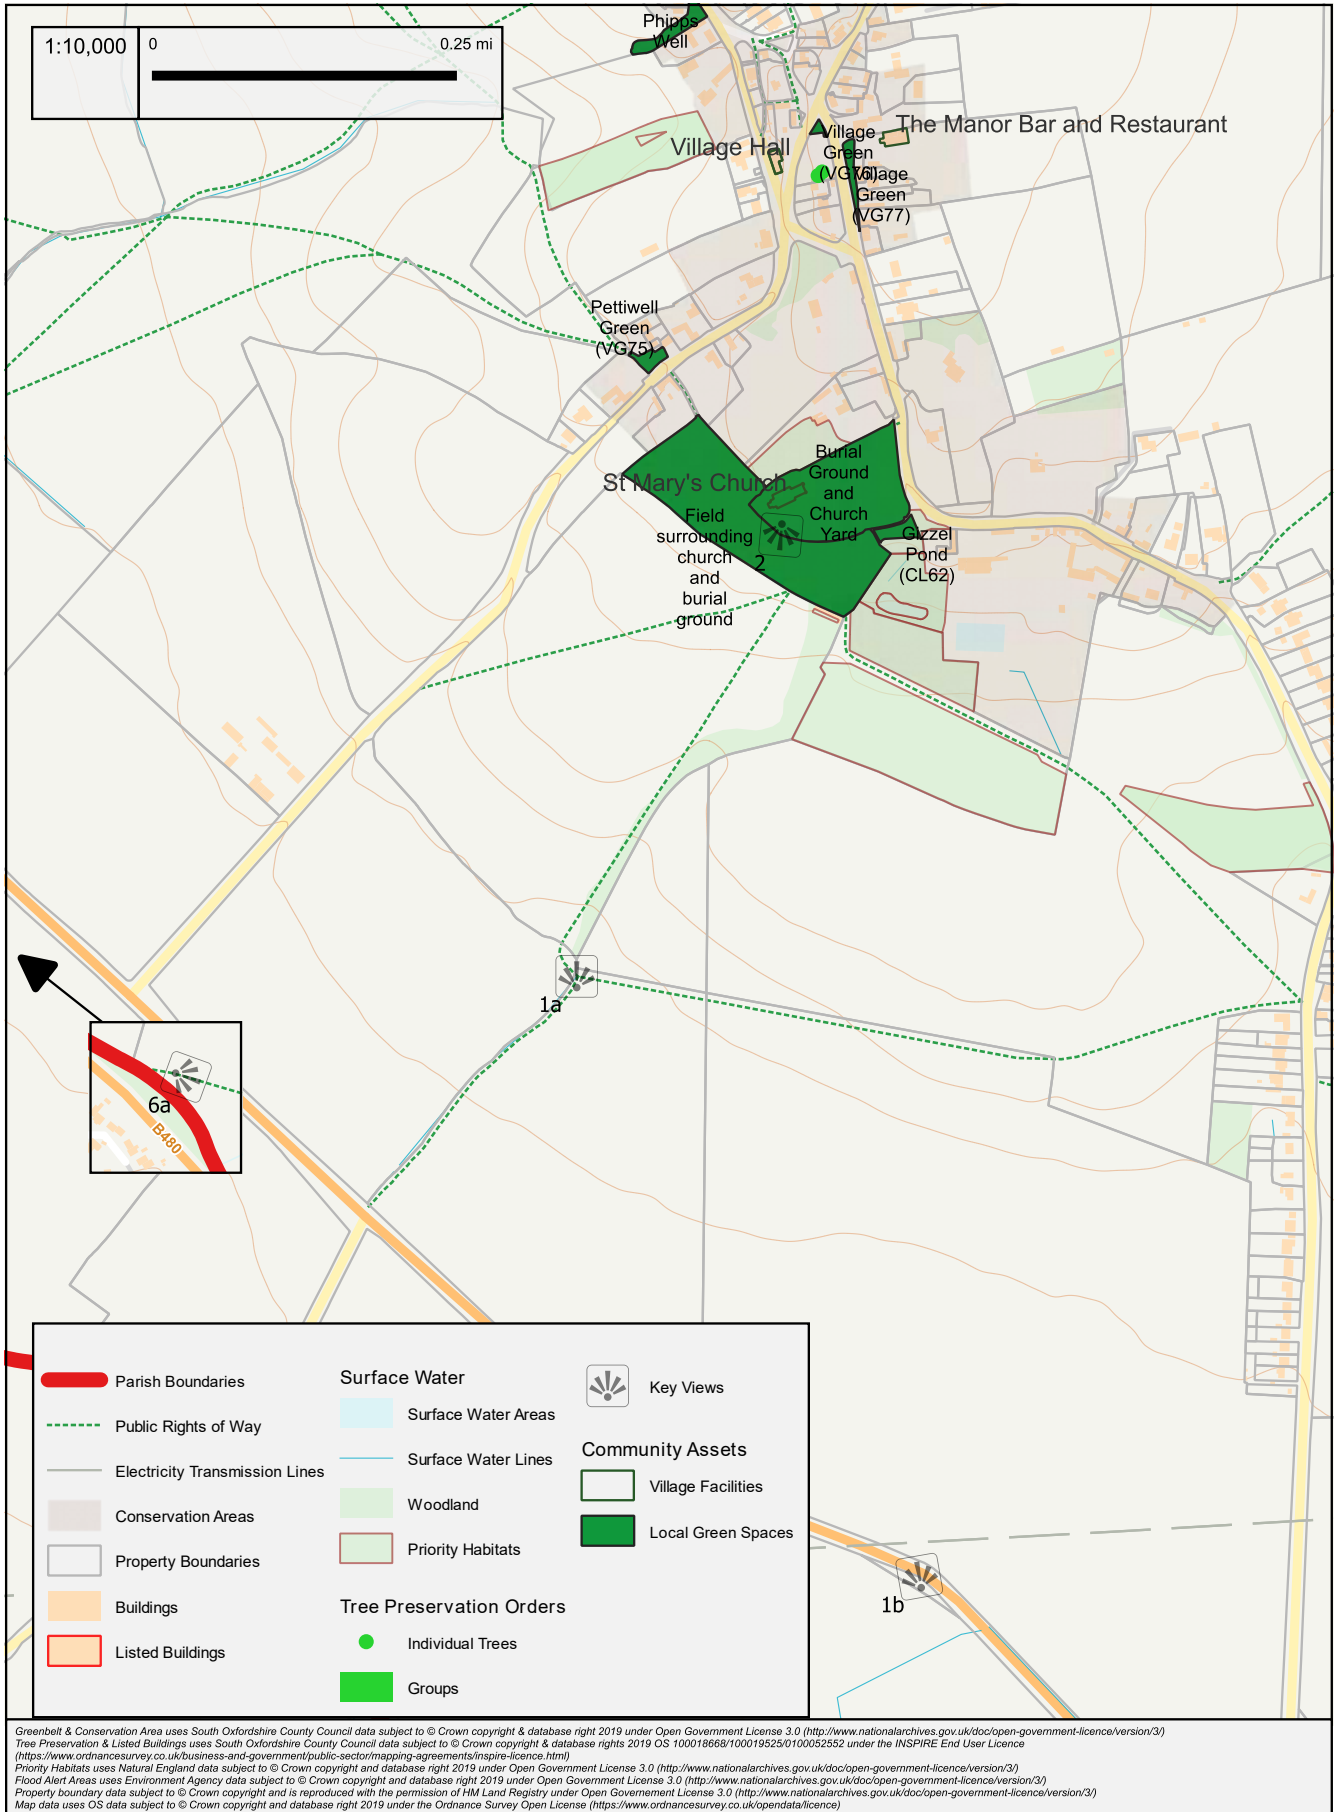 1:10,000
0
0.25 mi
Phipps
Well
The Manor Bar and Restaurant
Village Hall
Village
Green
(VG76)
Village
Green
(VG77)
Pettiwell
Green
(VG75)
St Mary's Church
Burial
Ground
and
Church
Yard
Field
surrounding
church
and
burial
ground
2
Gizzel
Pond
(CL62)
1a
6a
B480
1b
Parish Boundaries
Public Rights of Way
Electricity Transmission Lines
Conservation Areas
Property Boundaries
Buildings
Listed Buildings
Surface Water
Surface Water Areas
Surface Water Lines
Woodland
Priority Habitats
Tree Preservation Orders
Individual Trees
Groups
Key Views
Community Assets
Village Facilities
Local Green Spaces
Greenbelt & Conservation Area uses South Oxfordshire County Council data subject to © Crown copyright & database right 2019 under Open Government License 3.0 (http://www.nationalarchives.gov.uk/doc/open-government-licence/version/3/)
Tree Preservation & Listed Buildings uses South Oxfordshire County Council data subject to © Crown copyright & database rights 2019 OS 100018668/100019525/0100052552 under the INSPIRE End User Licence
(https://www.ordnancesurvey.co.uk/business-and-government/public-sector/mapping-agreements/inspire-licence.html)
Priority Habitats uses Natural England data subject to © Crown copyright and database right 2019 under Open Government License 3.0 (http://www.nationalarchives.gov.uk/doc/open-government-licence/version/3/)
Flood Alert Areas uses Environment Agency data subject to © Crown copyright and database right 2019 under Open Government License 3.0 (http://www.nationalarchives.gov.uk/doc/open-government-licence/version/3/)
Property boundary data subject to © Crown copyright and is reproduced with the permission of HM Land Registry under Open Governement License 3.0 (http://www.nationalarchives.gov.uk/doc/open-government-licence/version/3/)
Map data uses OS data subject to © Crown copyright and database right 2019 under the Ordnance Survey Open License (https://www.ordnancesurvey.co.uk/opendata/licence)